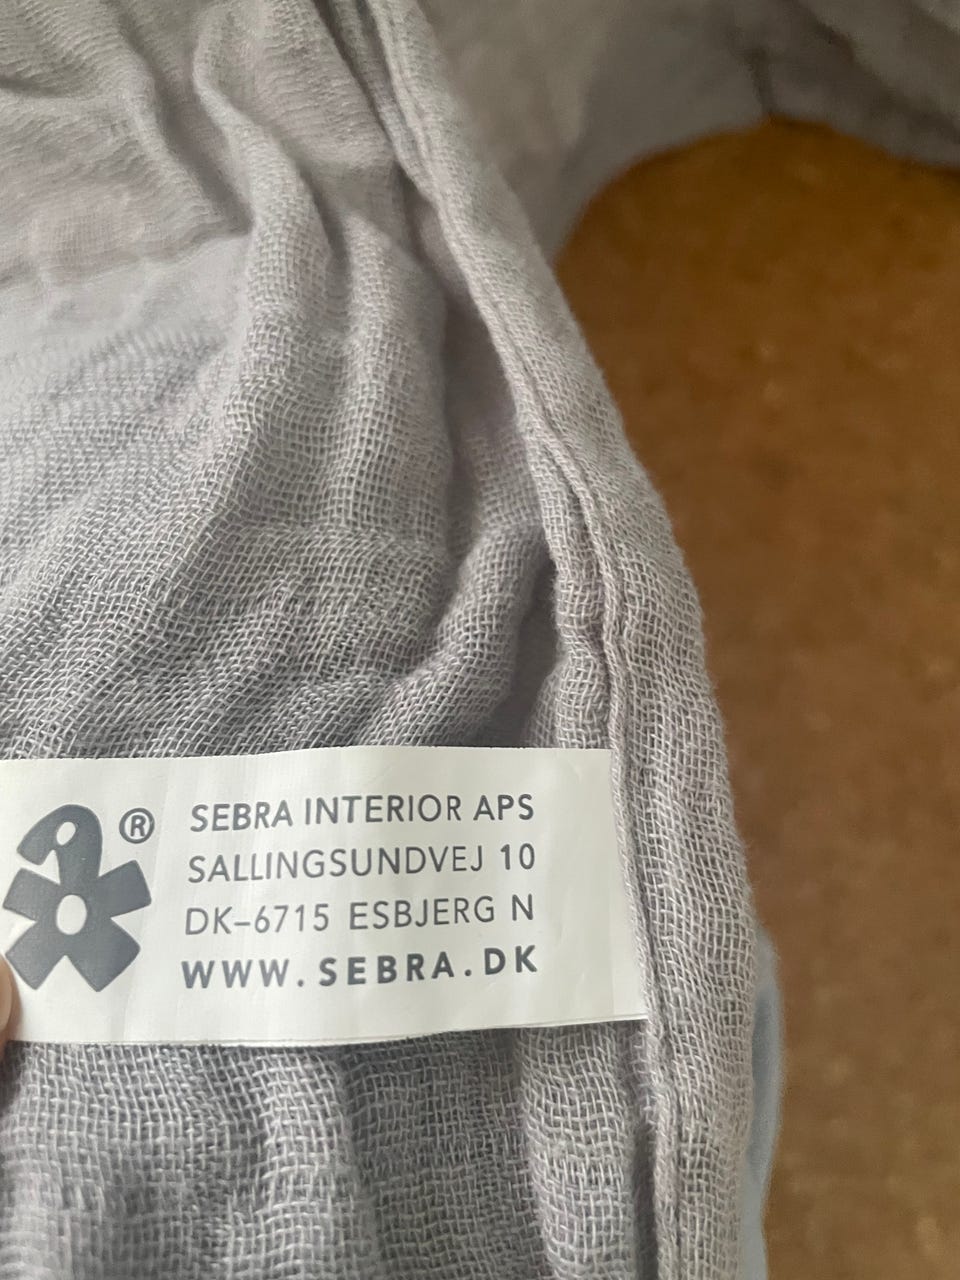 ®
SEBRA INTERIOR APS
SALLINGSUNDVEJ 10
DK–6715 ESBJERG N
WWW.SEBRA.DK